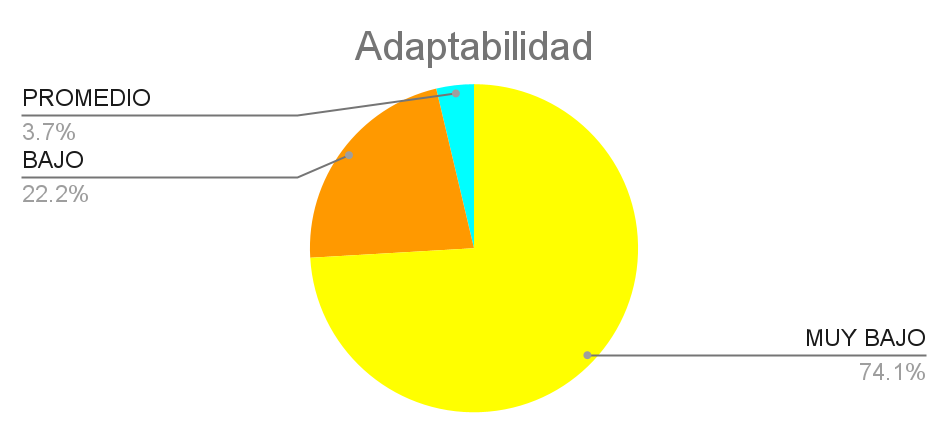 Adaptabilidad
PROMEDIO
3.7%
BAJO
22.2%
MUY BAJO
74.1%